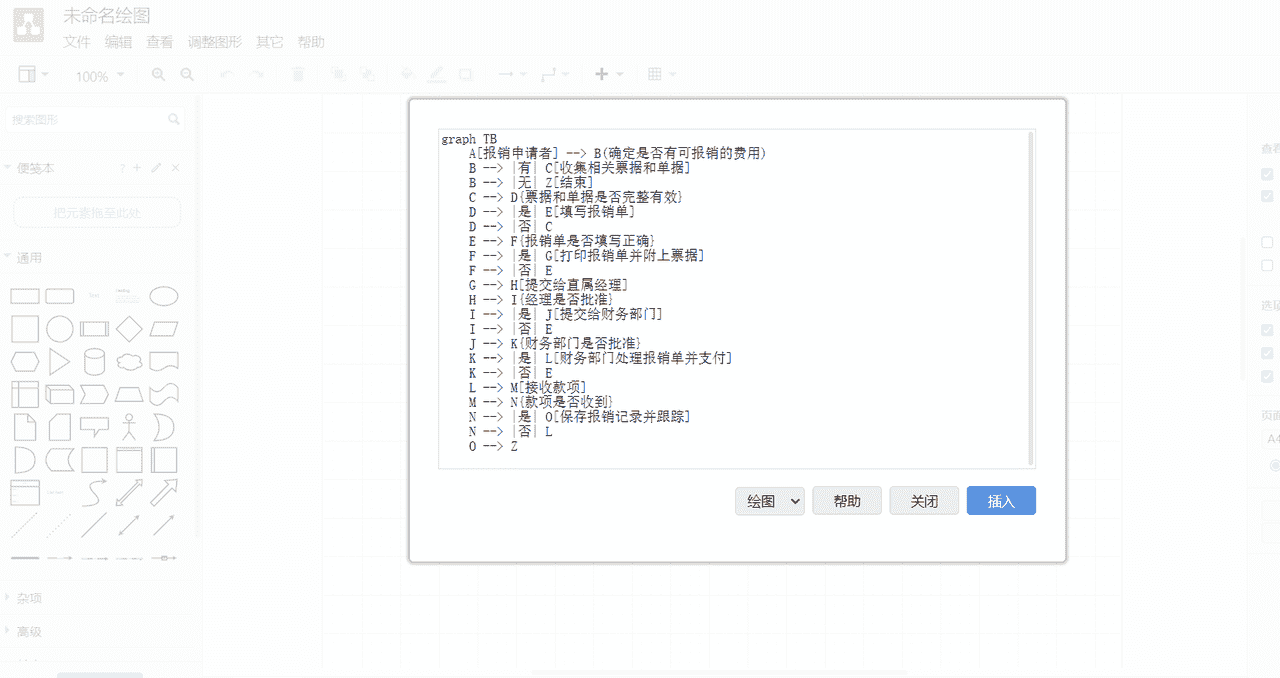 未命名绘图
文件 编辑 查看 调整图形 其它 帮助
100%
搜索图形
便笺本
?
把元素拖至此处
通用
Text
Heading
杂项
高级
graph TB
A[报销申请者] --> B(确定是否有可报销的费用)
B --> |有| C[收集相关票据和单据]
B --> |无| Z[结束]
C --> D{票据和单据是否完整有效}
D --> |是| E[填写报销单]
D --> |否| C
E --> F{报销单是否填写正确}
F --> |是| G[打印报销单并附上票据]
F --> |否| E
G --> H[提交给直属经理]
H --> I{经理是否批准}
I --> |是| J[提交给财务部门]
I --> |否| E
J --> K{财务部门是否批准}
K --> |是| L[财务部门处理报销单并支付]
K --> |否| E
L --> M[接收款项]
M --> N{款项是否收到}
N --> |是| O[保存报销记录并跟踪]
N --> |否| L
O --> Z
绘图 帮助 关闭 插入
查看
选项
页面
A4